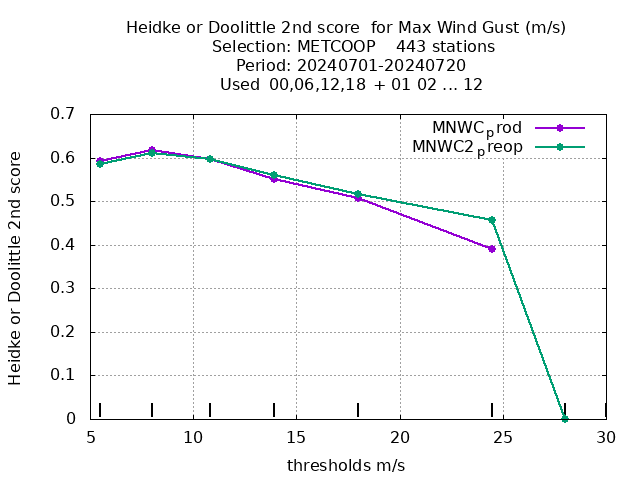 Heidke or Doolittle 2nd score  for Max Wind Gust (m/s)
Selection: METCOOP    443 stations
Period: 20240701-20240720
Used  00,06,12,18  + 01 02 ... 12
MNWC_prod
MNWC2_preop
Heidke or Doolittle 2nd score
0.7
0.6
0.5
0.4
0.3
0.2
0.1
0
5 10 15 20 25 30
thresholds m/s